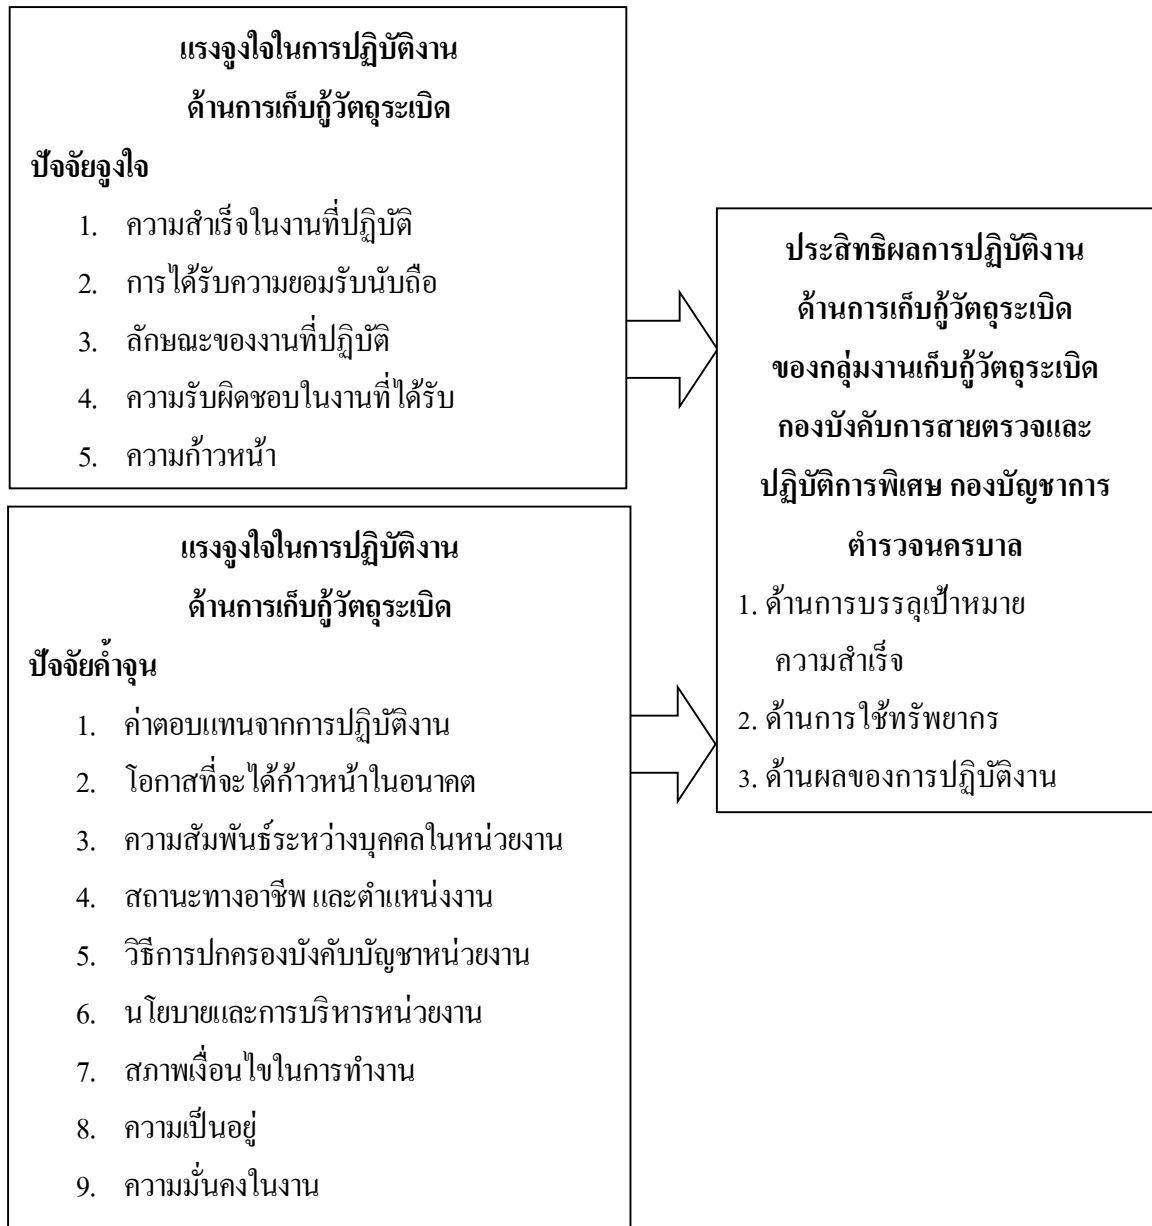 แรงจูงใจในการปฏิบัติงาน
ด้านการเก็บกู้วัตถุระเบิด
ปัจจัยจูงใจ
1. ความสำเร็จในงานที่ปฏิบัติ
2. การได้รับความยอมรับนับถือ
3. ลักษณะของงานที่ปฏิบัติ
4. ความรับผิดชอบในงานที่ได้รับ
5. ความก้าวหน้า
แรงจูงใจในการปฏิบัติงาน
ด้านการเก็บกู้วัตถุระเบิด
ปัจจัยค้ำจุน
1. ค่าตอบแทนจากการปฏิบัติงาน
2. โอกาสที่จะได้ก้าวหน้าในอนาคต
3. ความสัมพันธ์ระหว่างบุคคลในหน่วยงาน
4. สถานะทางอาชีพ และตำแหน่งงาน
5. วิธีการปกครองบังคับบัญชาหน่วยงาน
6. นโยบายและการบริหารหน่วยงาน
7. สภาพเงื่อนไขในการทำงาน
8. ความเป็นอยู่
9. ความมั่นคงในงาน
ประสิทธิผลการปฏิบัติงาน
ด้านการเก็บกู้วัตถุระเบิด
ของกลุ่มงานเก็บกู้วัตถุระเบิด
กองบังคับการสายตรวจและ
ปฏิบัติการพิเศษ กองบัญชาการ
ตำรวจนครบาล
1. ด้านการบรรลุเป้าหมาย
ความสำเร็จ
2. ด้านการใช้ทรัพยากร
3. ด้านผลของการปฏิบัติงาน